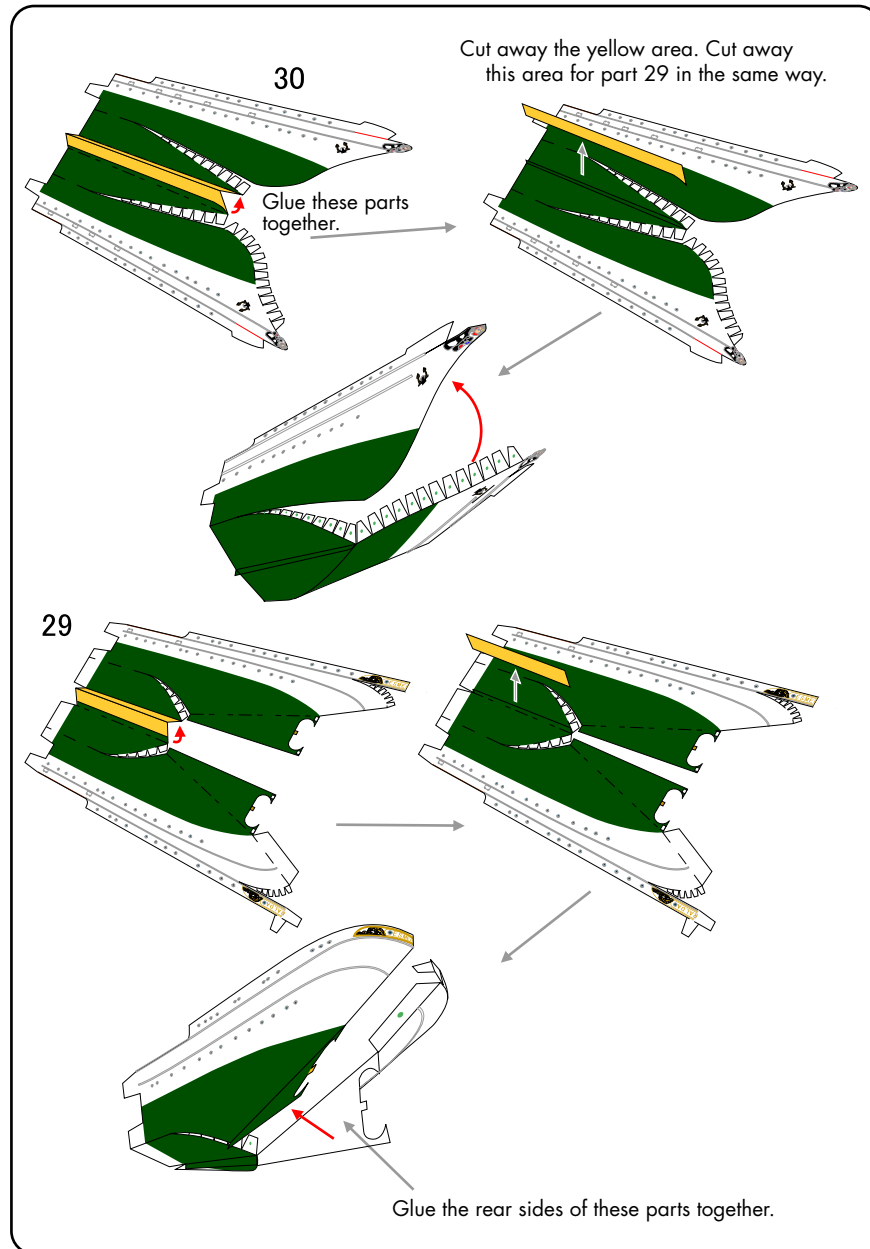 30
Cut away the yellow area. Cut away
this area for part 29 in the same way.
Glue these parts
together.
29
Glue the rear sides of these parts together.